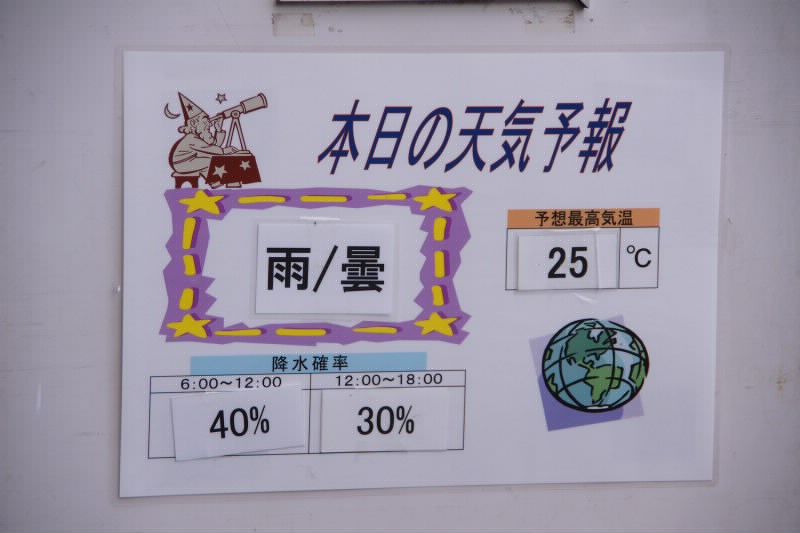 本日の天気予報
雨/曇
予想最高気温
25 ℃
降水確率
6:00～12:00 12:00～18:00
40% 30%